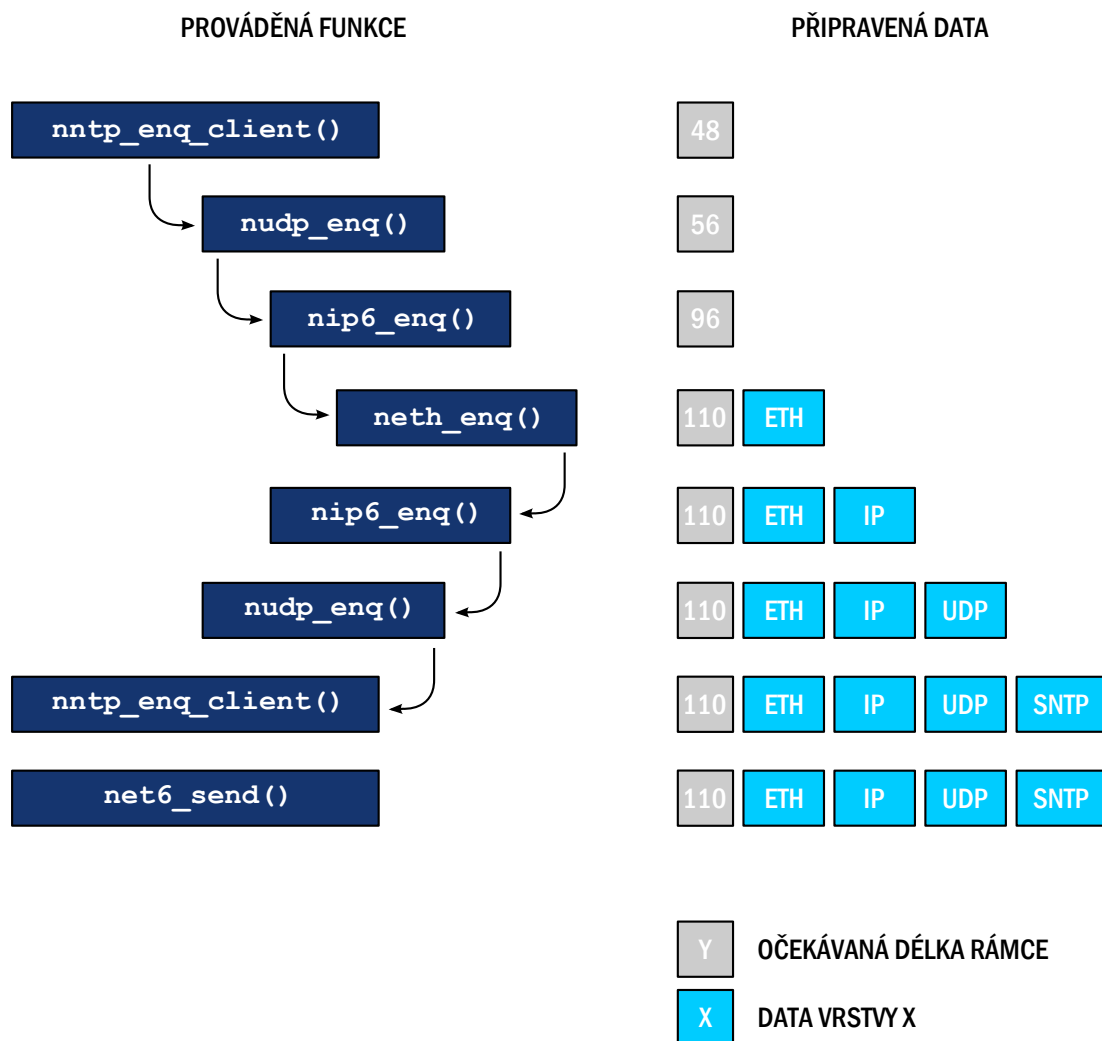 PROVÁDĚNÁ FUNKCE PŘIPRAVENÁ DATA
nntp_enq_client() 48
nudp_enq() 56
nip6_enq() 96
neth_enq() 110 ETH
nip6_enq() 110 ETH IP
nudp_enq() 110 ETH IP UDP
nntp_enq_client() 110 ETH IP UDP SNTP
net6_send() 110 ETH IP UDP SNTP
Y OČEKÁVANÁ DÉLKA RÁMCE
X DATA VRSTVY X